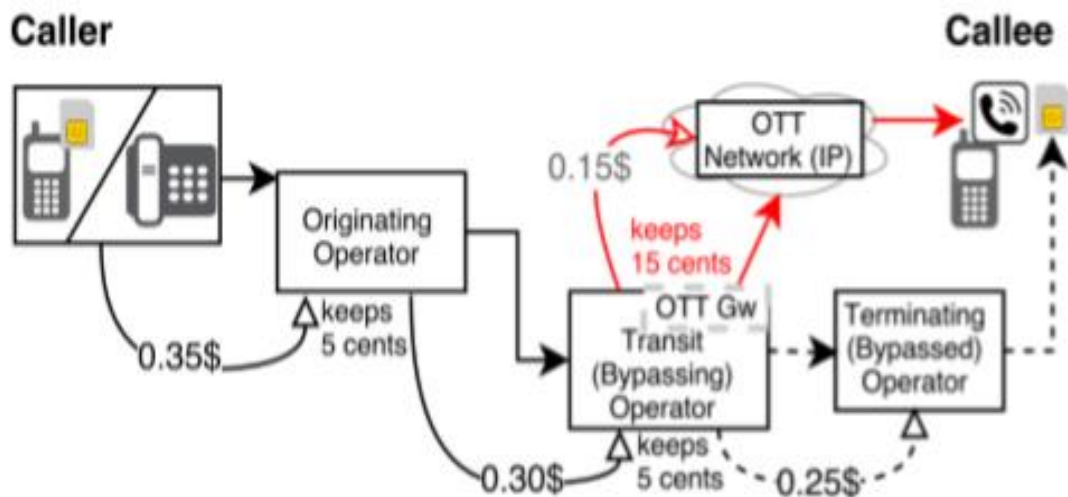 Caller
Callee
OTT
Network (IP)
0.15$
Originating
Operator
keeps
15 cents
OTT Gw
Transit
(Bypassing)
Operator
Terminating
(Bypassed)
Operator
keeps
5 cents
0.35$
keeps
5 cents
0.30$
0.25$